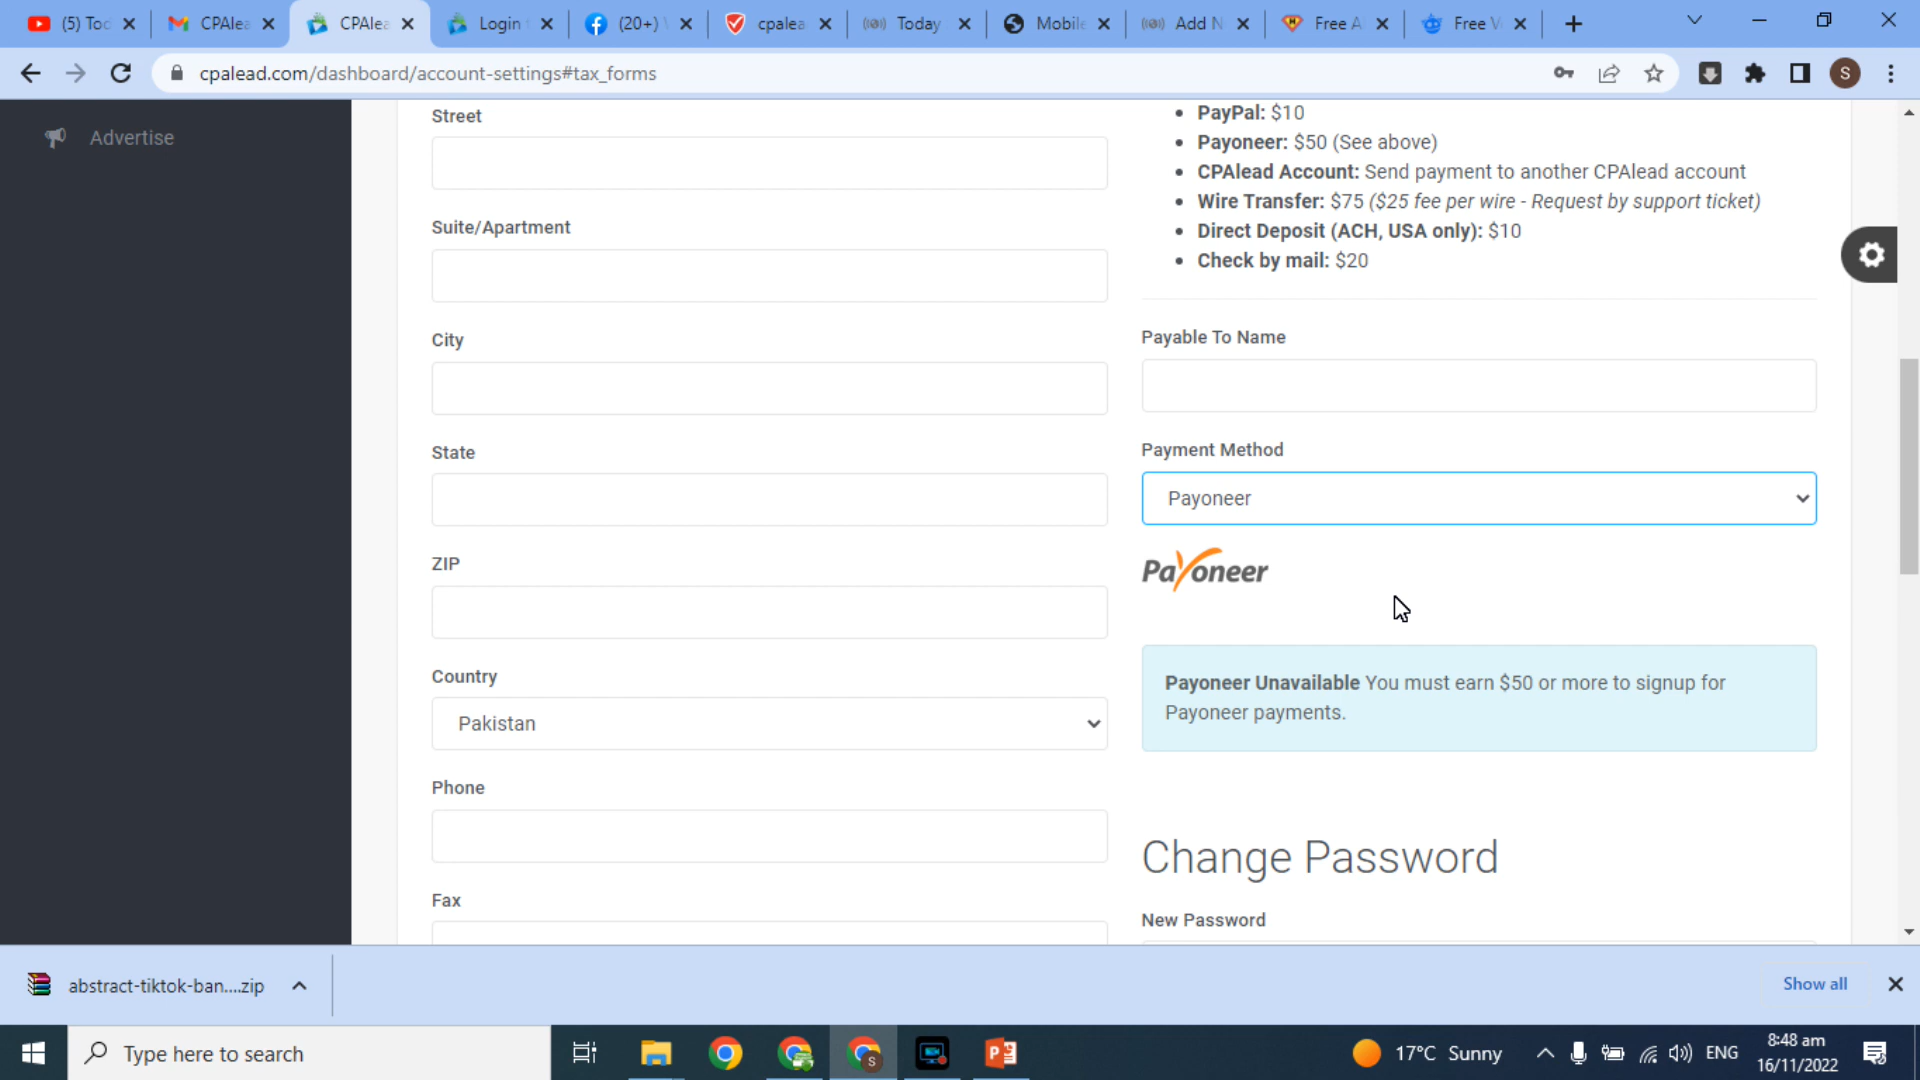 (5) Toc
CPAlea
CPAlea
Login
(20+)
cpalea
Today
Mobile
Add N
Free A
Free V
cpalead.com/dashboard/account-settings#tax_forms
S
Advertise
Street
Suite/Apartment
City
State
ZIP
Country
Pakistan
Phone
Fax
• PayPal: $10
• Payoneer: $50 (See above)
• CPAlead Account: Send payment to another CPAlead account
• Wire Transfer: $75 ($25 fee per wire - Request by support ticket)
• Direct Deposit (ACH, USA only): $10
• Check by mail: $20
Payable To Name
Payment Method
Payoneer
Payoneer
Payoneer Unavailable You must earn $50 or more to signup for
Payoneer payments.
Change Password
New Password
abstract-tiktok-ban....zip
Show all
Type here to search
S
17°C Sunny
ENG
8:48 am
16/11/2022